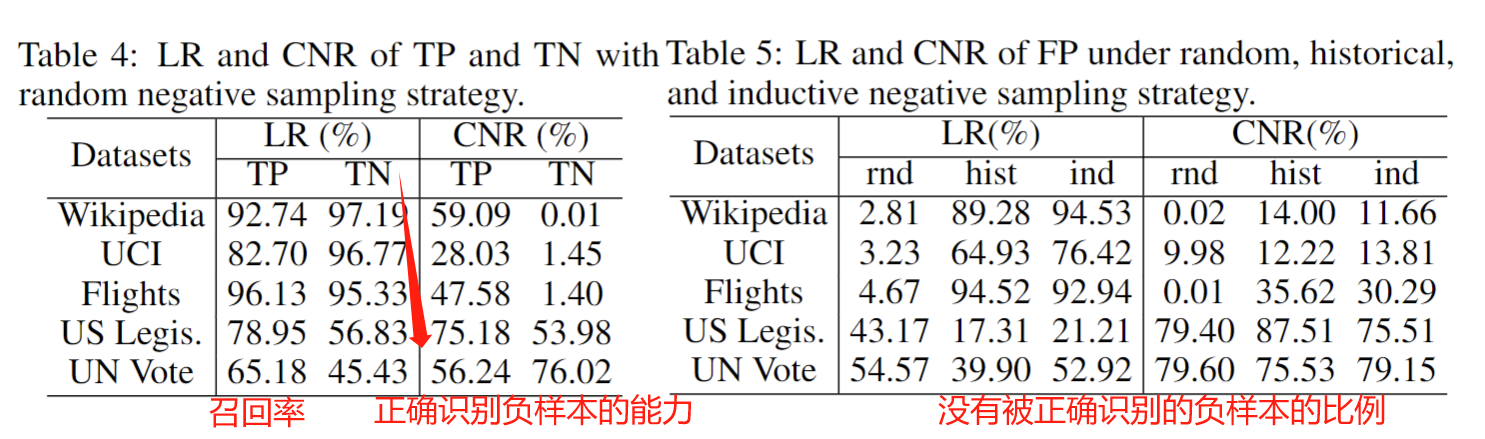 Table 4: LR and CNR of TP and TN with
random negative sampling strategy.
Datasets LR (%) CNR (%)
TP TN TP TN
Wikipedia 92.74 97.19 59.09 0.01
UCI 82.70 96.77 28.03 1.45
Flights 96.13 95.33 47.58 1.40
US Legis. 78.95 56.83 75.18 53.98
UN Vote 65.18 45.43 56.24 76.02
召回率 正确识别负样本的能力
Table 5: LR and CNR of FP under random, historical,
and inductive negative sampling strategy.
Datasets LR(%) CNR(%)
rnd hist ind rnd hist ind
Wikipedia 2.81 89.28 94.53 0.02 14.00 11.66
UCI 3.23 64.93 76.42 9.98 12.22 13.81
Flights 4.67 94.52 92.94 0.01 35.62 30.29
US Legis. 43.17 17.31 21.21 79.40 87.51 75.51
UN Vote 54.57 39.90 52.92 79.60 75.53 79.15
没有被正确识别的负样本的比例